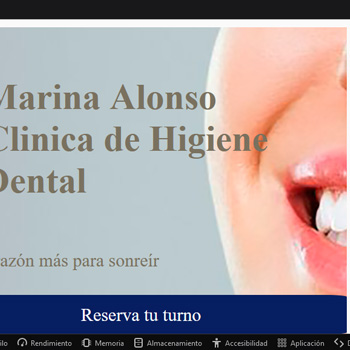 Marina Alonso
Clinica de Higiene
Dental
azón más para sonreír
Reserva tu turno
ilo Rendimiento Memoria Almacenamiento Accesibilidad Aplicación